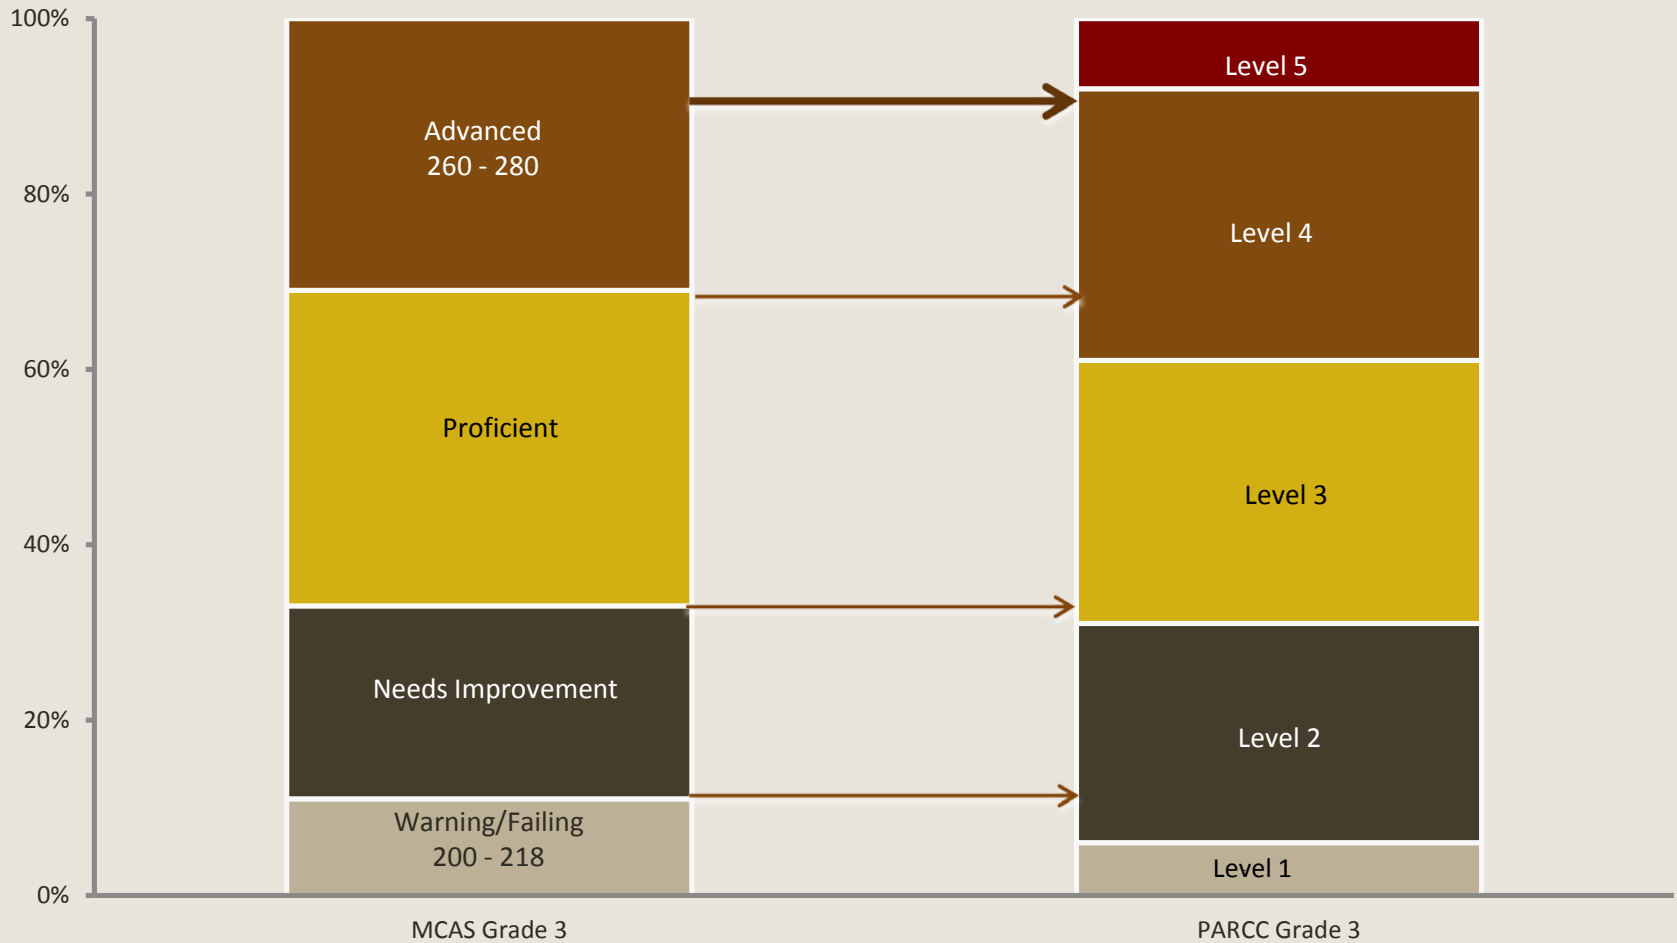 100%
80%
60%
40%
20%
0%
Advanced
260 - 280
Proficient
Needs Improvement
Warning/Failing
200 - 218
MCAS Grade 3
Level 5
Level 4
Level 3
Level 2
Level 1
PARCC Grade 3